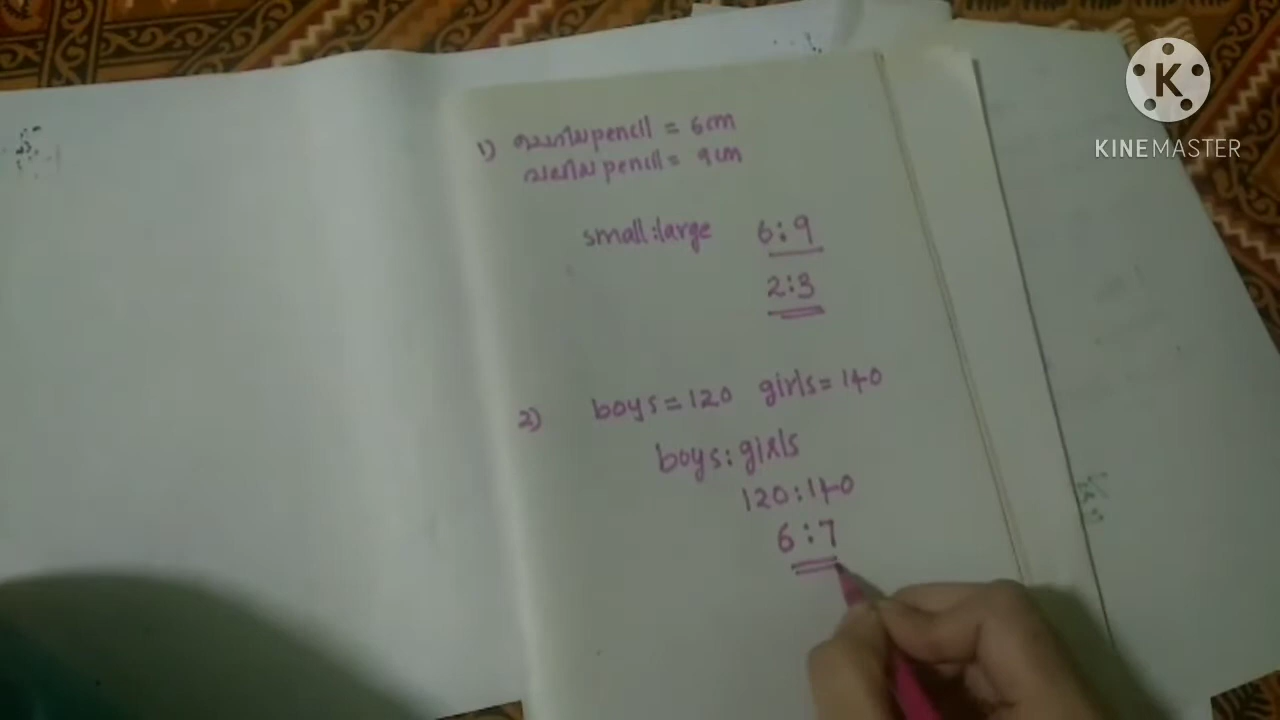 1) ചെറിയ pencil = 6cm
വലിയ pencil = 9cm
small:large 6:9
2:3
2) boys=120 girls=140
boys:girls
120:140
6:7
KINEMASTER